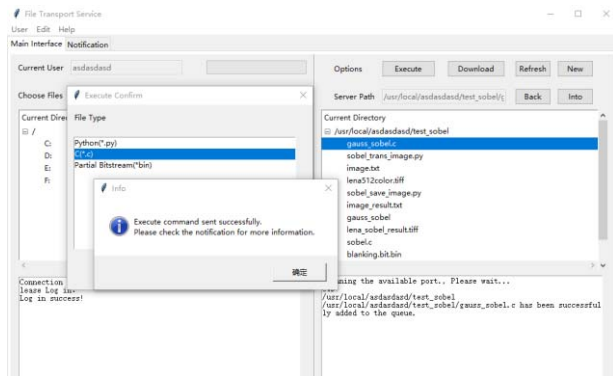 File Transport Service
User Edit Help
Main Interface Notification
Current User asdasdasd
Options Execute Download Refresh New
Choose Files
Server Path /usr/local/asdasdasd/test_sobel/ Back Into
Execute Confirm
File Type
Python(*.py)
C(*.c)
Partial Bitstream(*bin)
Current Dire
/
C:
D:
E:
F:
Info
Execute command sent successfully.
Please check the notification for more information.
确定
Current Directory
/usr/local/asdasdasd/test_sobel
gauss_sobel.c
sobel_trans_image.py
image.txt
lena512color.tiff
sobel_save_image.py
image_result.txt
gauss_sobel
lena_sobel_result.tiff
sobel.c
blanking.bit.bin
Connection
lease Log in.
Log in success!
ning the available port.. Please wait...
/usr/local/asdasdasd/test_sobel
/usr/local/asdasdasd/test_sobel/gauss_sobel.c has been successful
ly added to the queue.